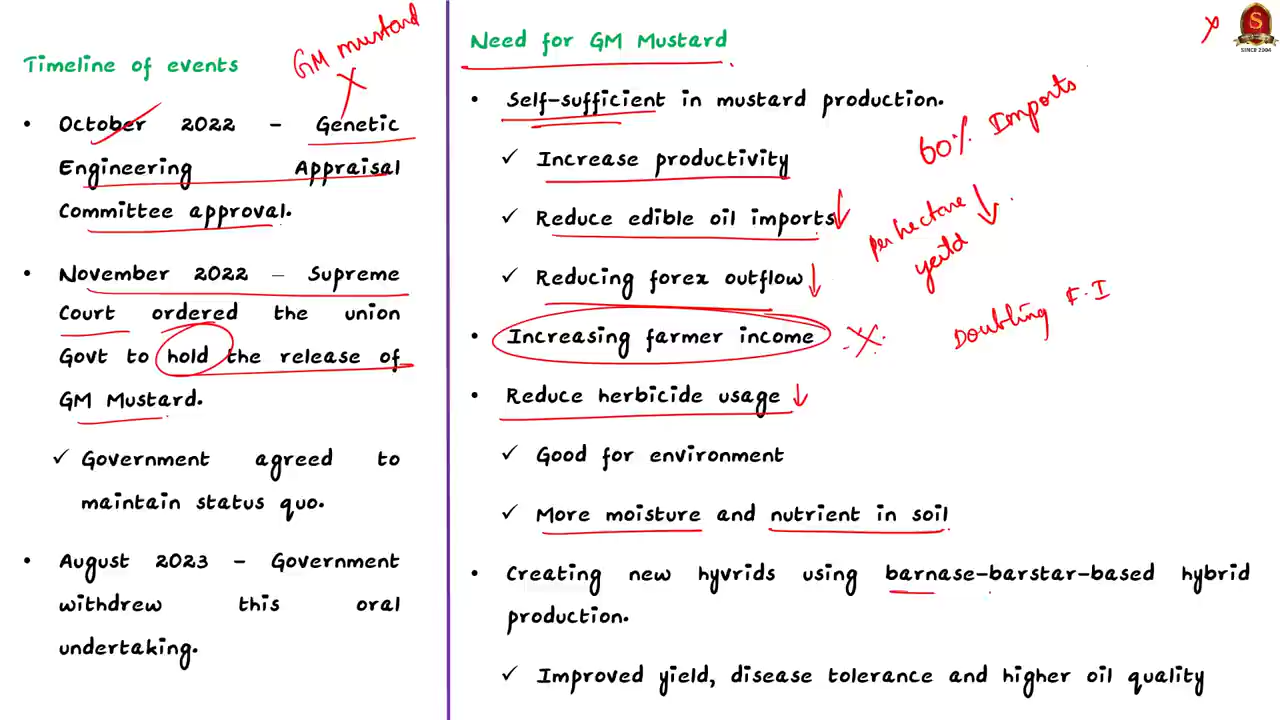 Timeline of events
GM mustard
• October 2022 – Genetic
Engineering Appraisal
Committee approval.
• November 2022 – Supreme
Court ordered the union
Govt to hold the release of
GM Mustard.
✓ Government agreed to
maintain status quo.
• August 2023 – Government
withdrew this oral
undertaking.
Need for GM Mustard
• Self-sufficient in mustard production.
✓ Increase productivity
✓ Reduce edible oil imports
✓ Reducing forex outflow
• Increasing farmer income
• Reduce herbicide usage
✓ Good for environment
✓ More moisture and nutrient in soil
• Creating new hyvrids using barnase-barstar-based hybrid
production.
✓ Improved yield, disease tolerance and higher oil quality
60% Imports
per hectare
yeild
Doubling F.I
S
SINCE 2004